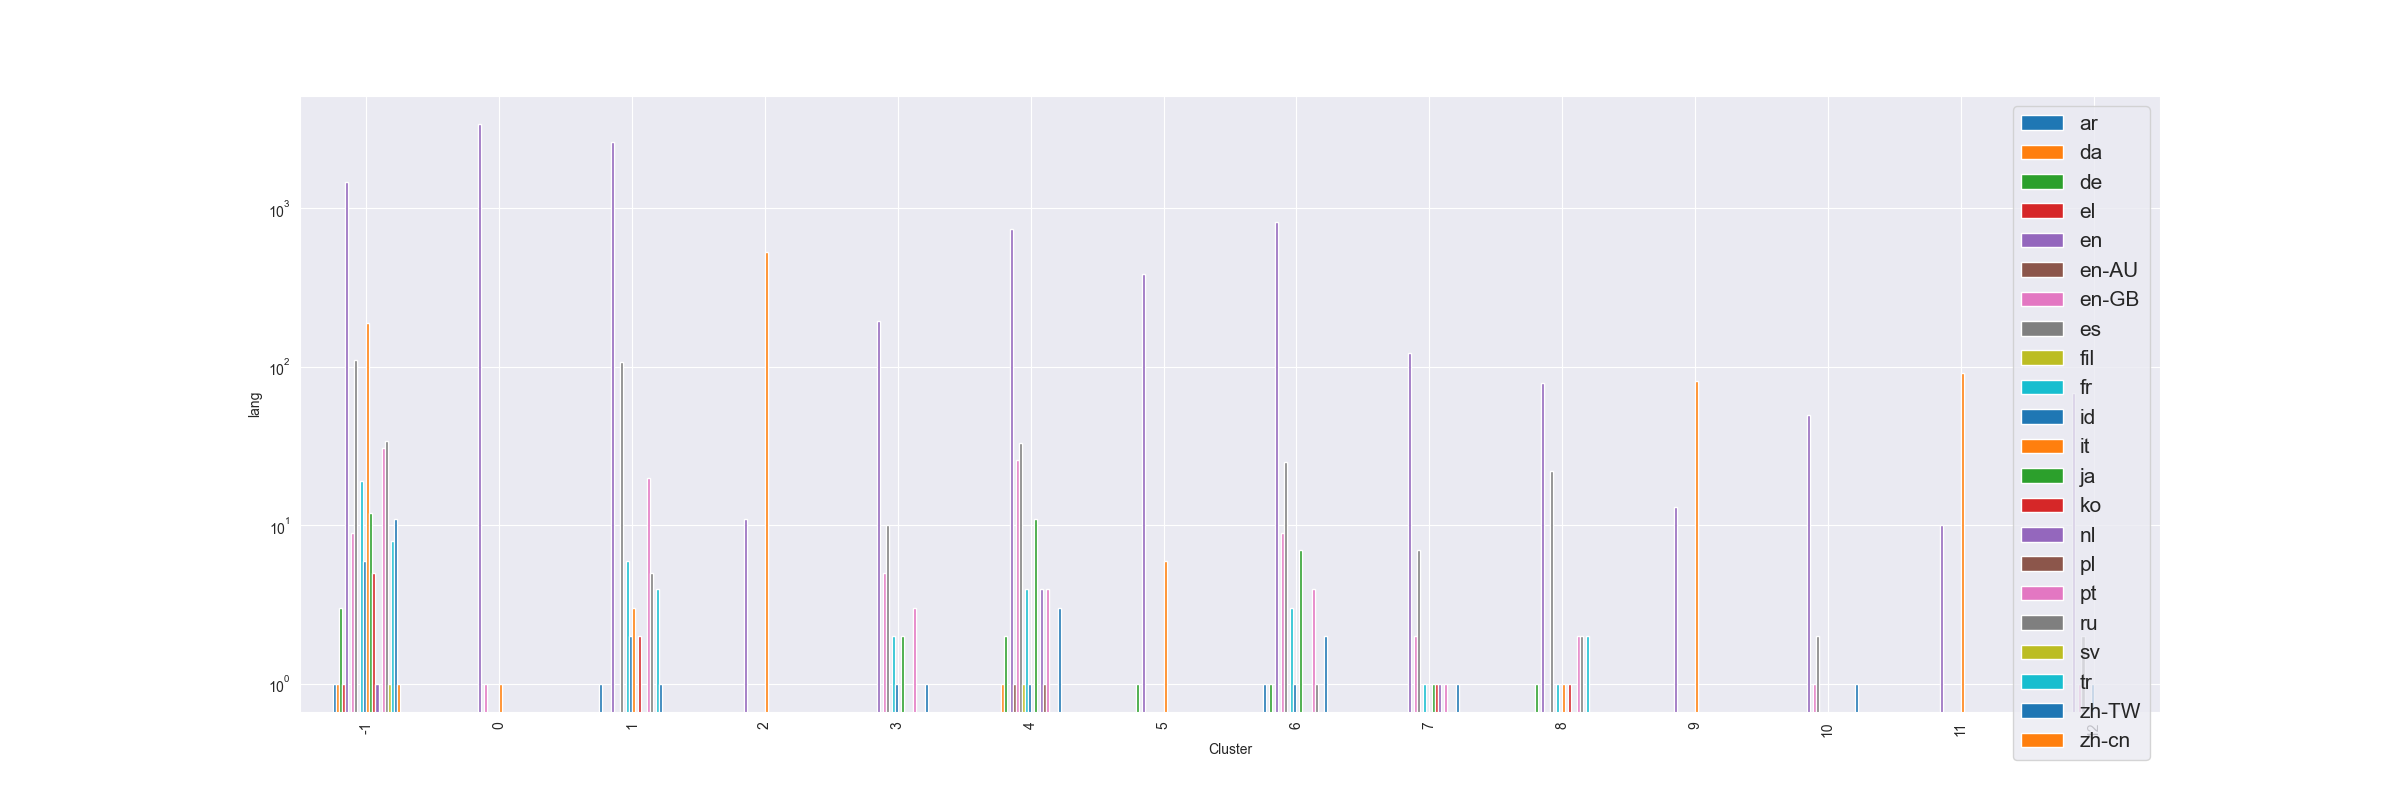 10³
10²
10¹
10⁰
lang
-1
0
1
2
3
4
5
6
7
8
9
10
11
12
Cluster
ar
da
de
el
en
en-AU
en-GB
es
fil
fr
id
it
ja
ko
nl
pl
pt
ru
sv
tr
zh-TW
zh-cn